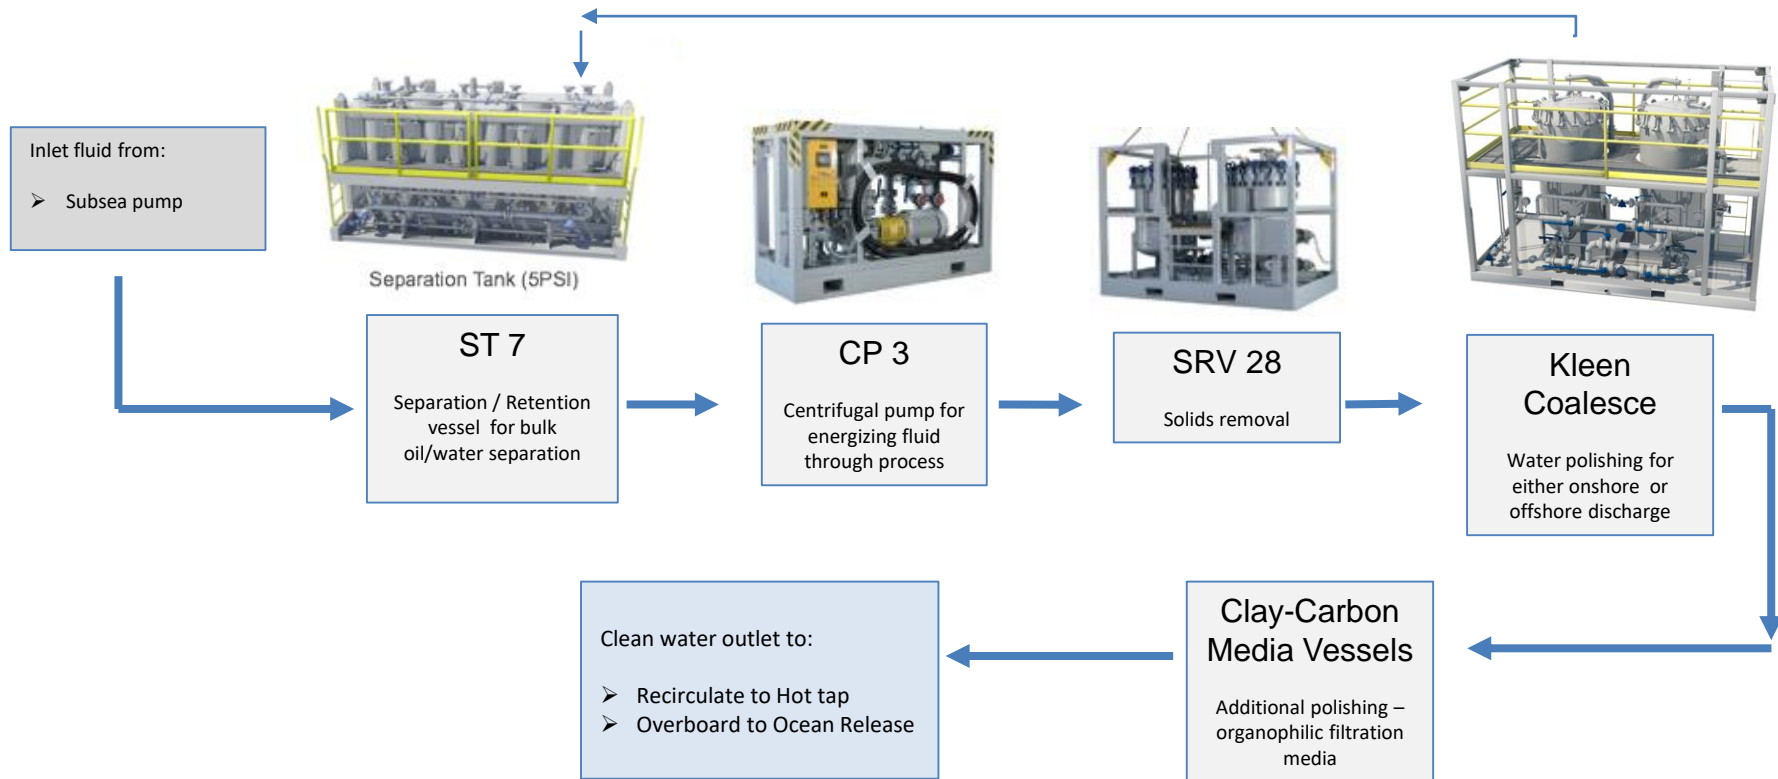 Inlet fluid from:
➢ Subsea pump
Separation Tank (5PSI)
ST 7
Separation / Retention
vessel for bulk
oil/water separation
CP 3
Centrifugal pump for
energizing fluid
through process
SRV 28
Solids removal
Kleen
Coalesce
Water polishing for
either onshore or
offshore discharge
Clay-Carbon
Media Vessels
Additional polishing –
organophilic filtration
media
Clean water outlet to:
➢ Recirculate to Hot tap
➢ Overboard to Ocean Release